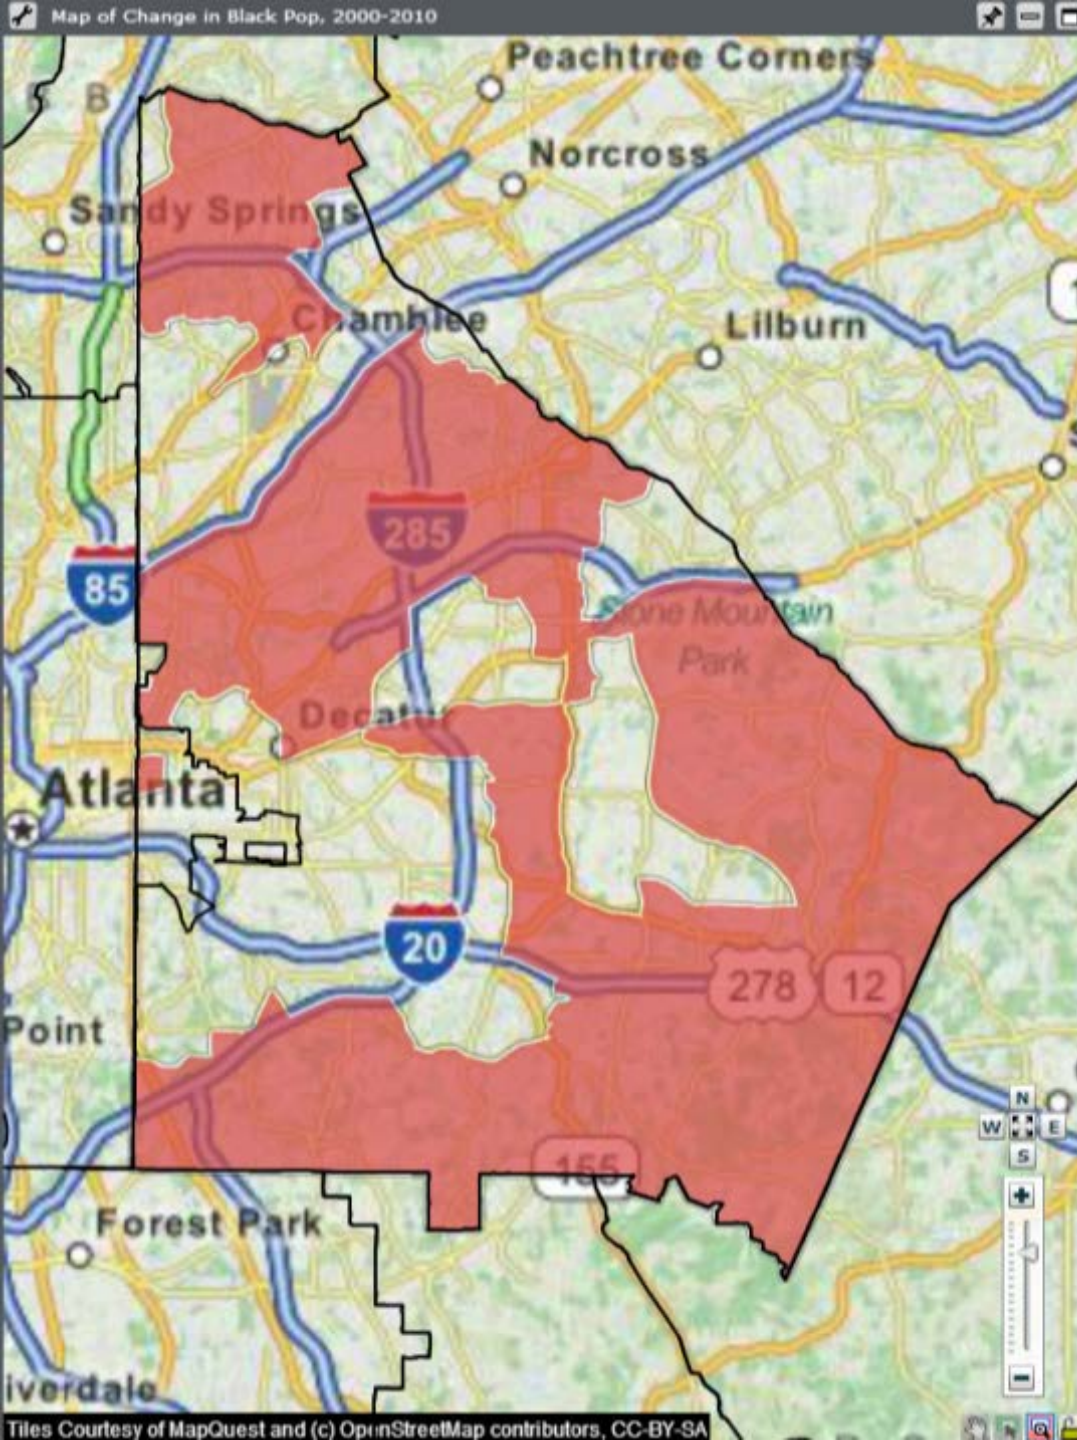 Map of Change in Black Pop, 2000-2010
Peachtree Corners
B
Norcross
Sandy Springs
Chamblee
Lilburn
285
85
Stone Mountain
Park
Decatur
Atlanta
20
278
12
Point
N
W
E
S
155
Forest Park
iverdale
Tiles Courtesy of MapQuest and (c) OpenStreetMap contributors, CC-BY-SA